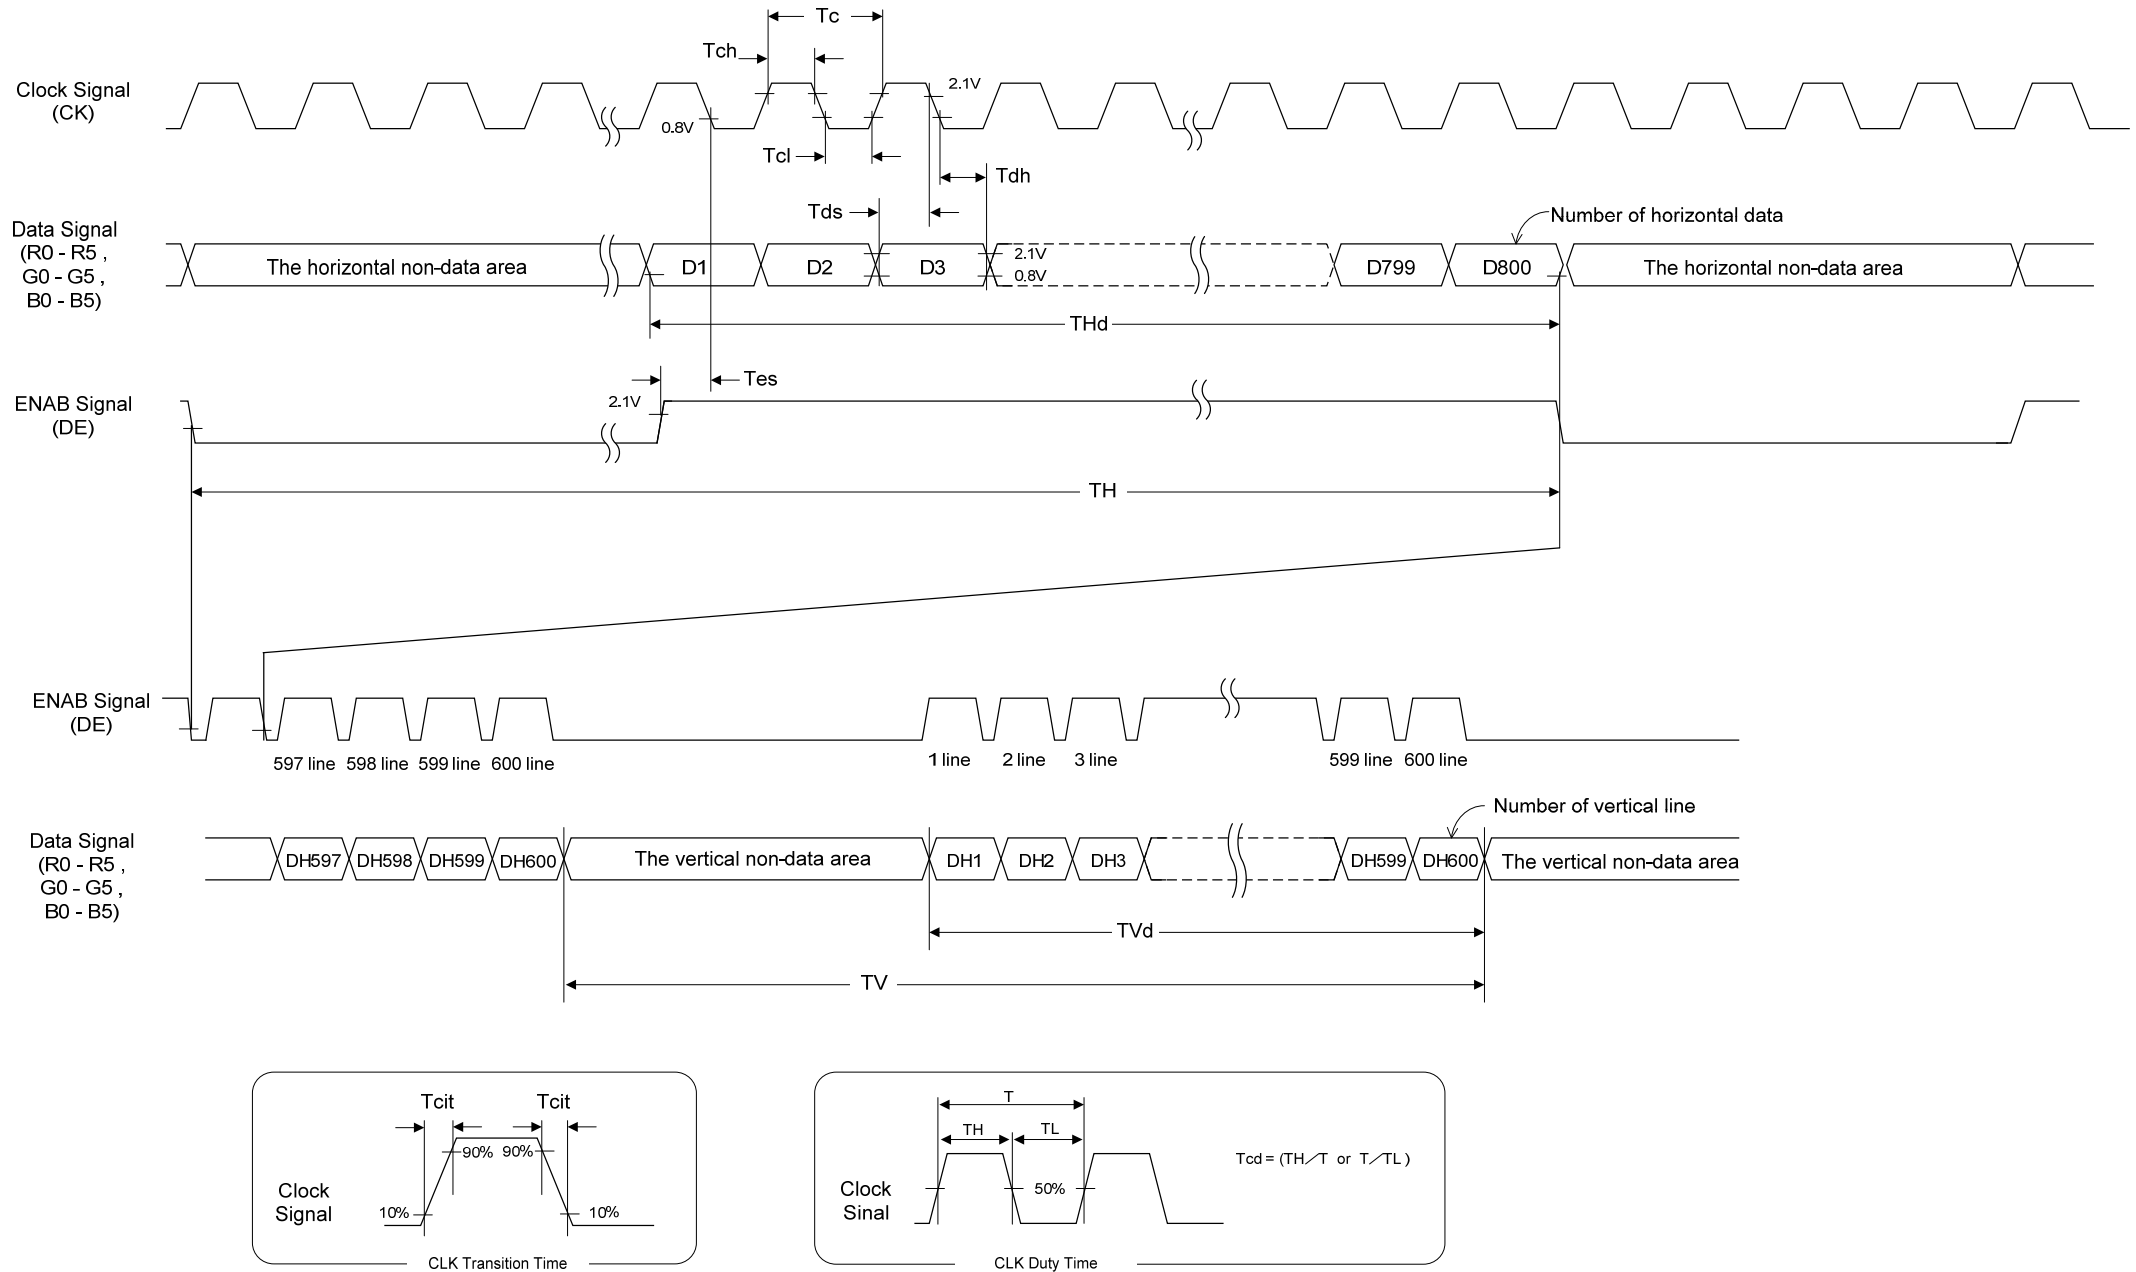 Tc
Tch
Clock Signal
(CK)
2.1V
0.8V
Tcl
Tdh
Tds
Number of horizontal data
Data Signal
(R0 - R5 ,
G0 - G5 ,
B0 - B5)
The horizontal non-data area
D1
D2
D3
2.1V
0.8V
D799
D800
The horizontal non-data area
THd
Tes
ENAB Signal
(DE)
2.1V
TH
ENAB Signal
(DE)
597 line
598 line
599 line
600 line
1 line
2 line
3 line
599 line
600 line
Number of vertical line
Data Signal
(R0 - R5 ,
G0 - G5 ,
B0 - B5)
DH597
DH598
DH599
DH600
The vertical non-data area
DH1
DH2
DH3
DH599
DH600
The vertical non-data area
TVd
TV
Tcit
Tcit
90%
90%
Clock
Signal
10%
10%
CLK Transition Time
T
TH
TL
Tcd = (TH/T or T/TL )
Clock
Sinal
50%
CLK Duty Time